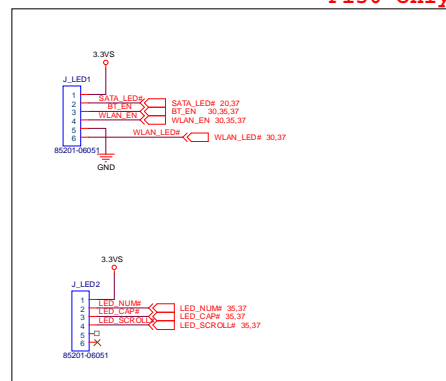 3.3VS
J_LED1
1
2 SATA_LED# SATA_LED# 20,37
3 BT_EN BT_EN 30,35,37
4 WLAN_EN WLAN_EN 30,35,37
5
6 WLAN_LED# WLAN_LED# 30,37
85201-06051
GND
3.3VS
J_LED2
1
2 LED_NUM# LED_NUM# 35,37
3 LED_CAP# LED_CAP# 35,37
4 LED_SCROLL# LED_SCROLL# 35,37
5
6
85201-06051